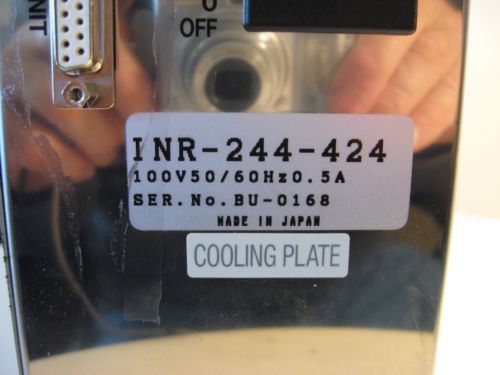 NIT
O
OFF
INR-244-424
100V50/60Hz0.5A
SER.No.BU-0168
MADE IN JAPAN
COOLING PLATE